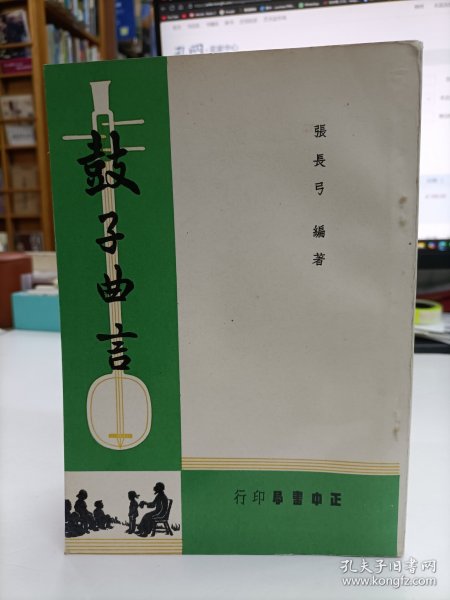 鼓子曲言
張長弓 編著
正中書局印行
孔夫子旧书网
www.kongfz.com